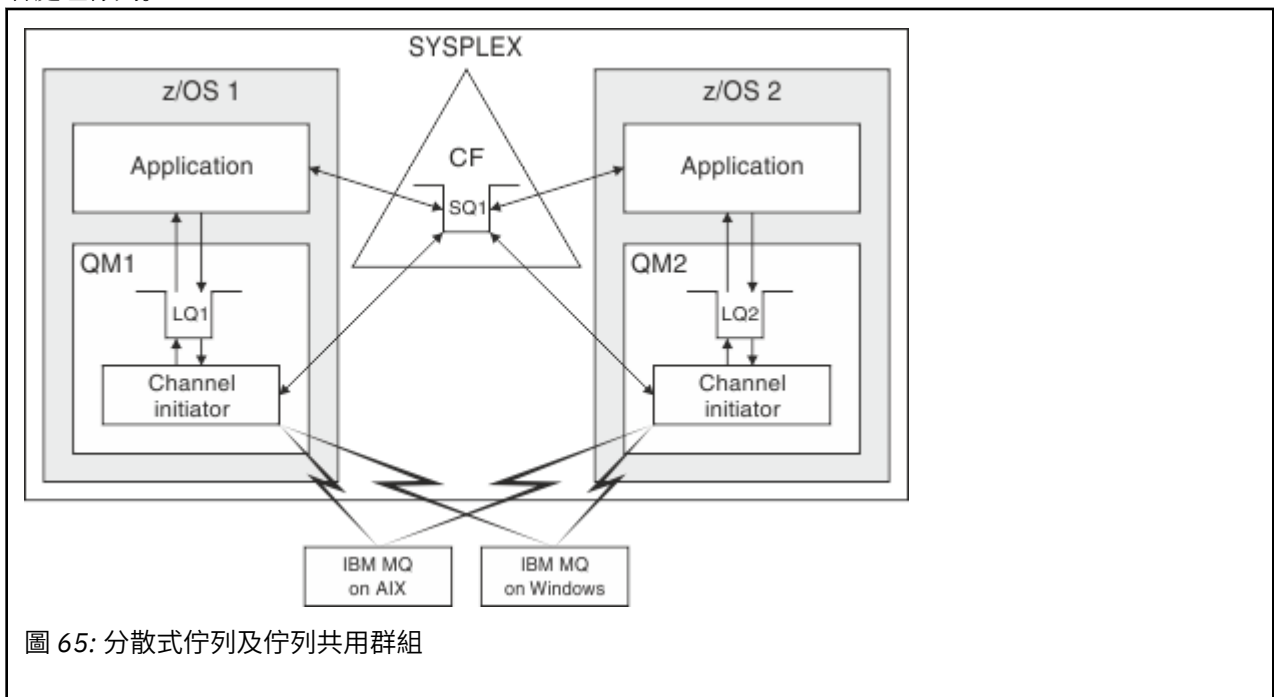 SYSPLEX
z/OS 1
z/OS 2
Application
CF
Application
SQ1
QM1
QM2
LQ1
LQ2
Channel
initiator
Channel
initiator
IBM MQ
on AIX
IBM MQ
on Windows
圖 65: 分散式佇列及佇列共用群組